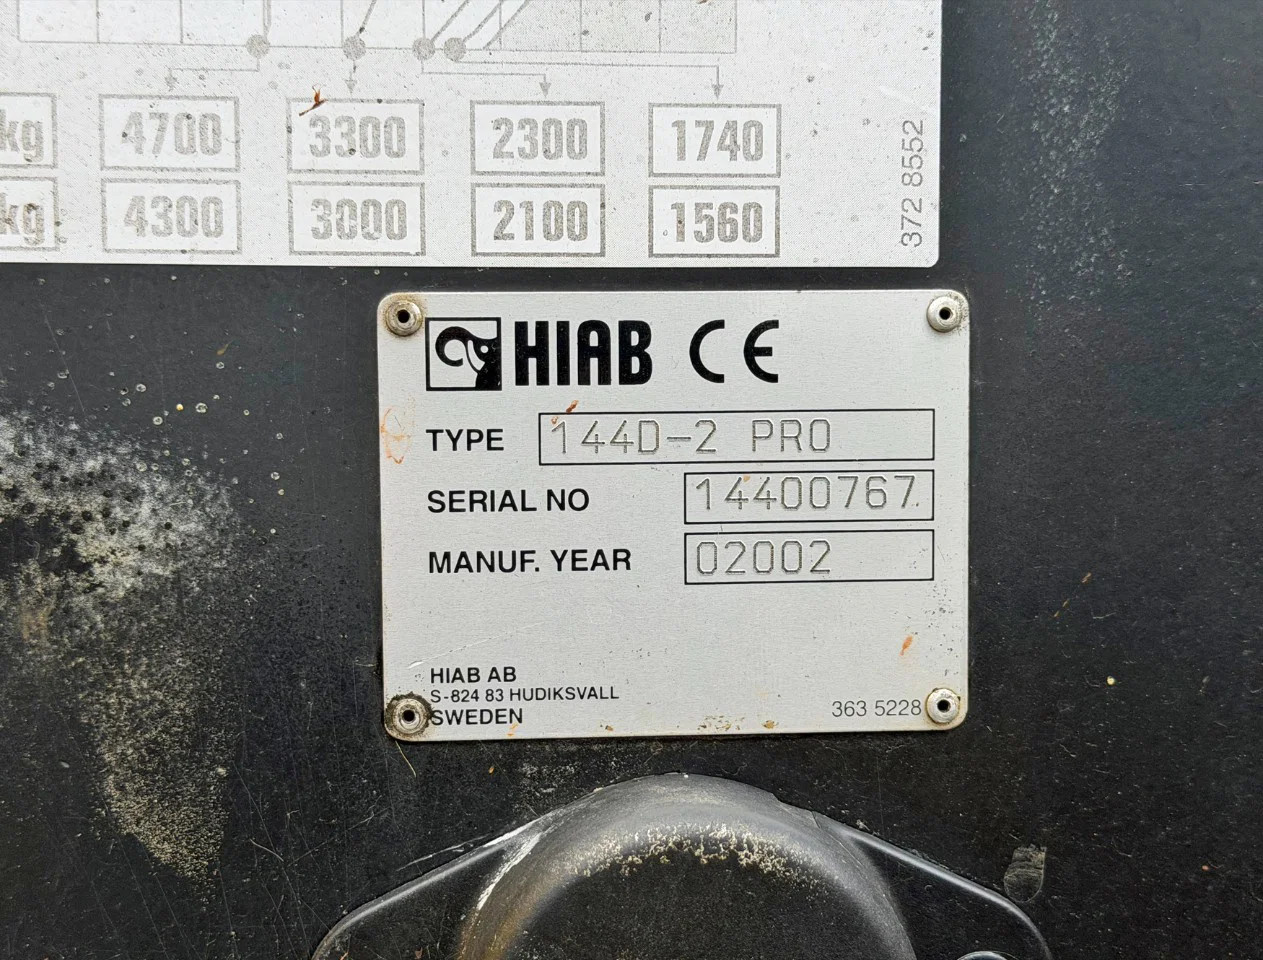 kg 4700 3300 2300 1740
kg 4300 3000 2100 1560
372 8552
HIAB CE
TYPE 144D-2 PRO
SERIAL NO 14400767
MANUF. YEAR 02002
HIAB AB
S-824 83 HUDIKSVALL
SWEDEN
363 5228